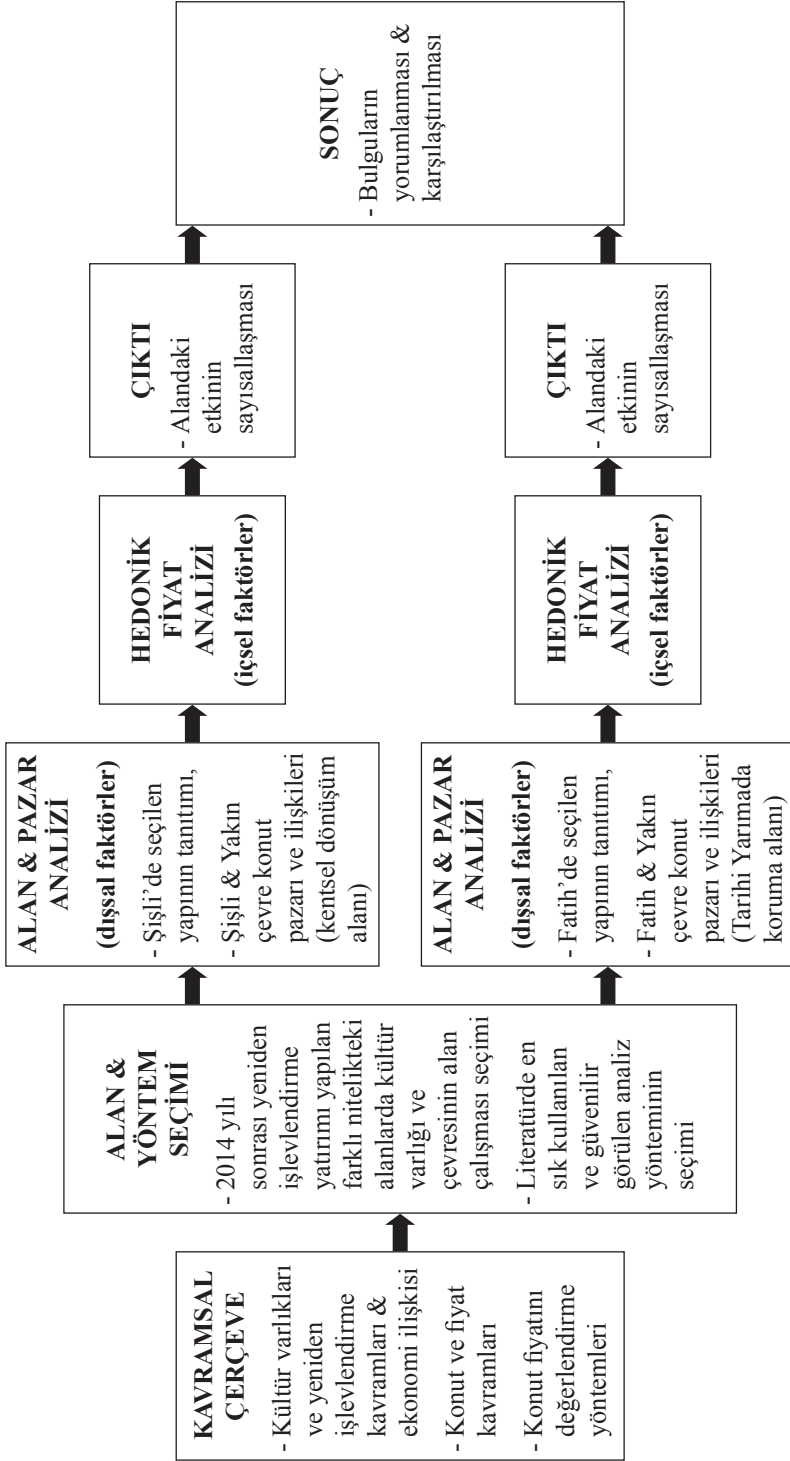 KAVRAMSAL
ÇERÇEVE
- Kültür varlıkları
ve yeniden
işlevlendirme
kavramları &
ekonomi ilişkisi
- Konut ve fiyat
kavramları
- Konut fiyatını
değerlendirme
yöntemleri
ALAN &
YÖNTEM
SEÇİMİ
- 2014 yılı
sonrası yeniden
işlevlendirme
yatırımı yapılan
farklı nitelikteki
alanlarda kültür
varlığı ve
çevresinin alan
çalışması seçimi
- Literatürde en
sık kullanılan
ve güvenilir
görülen analiz
yönteminin
seçimi
ALAN & PAZAR
ANALİZİ
(dışsal faktörler)
- Şişli'de seçilen
yapının tanıtımı,
- Şişli & Yakın
çevre konut
pazarı ve ilişkileri
(kentsel dönüşüm
alanı)
HEDONİK
FİYAT
ANALİZİ
(içsel faktörler)
ÇIKTI
- Alandaki
etkinin
sayısallaşması
ALAN & PAZAR
ANALİZİ
(dışsal faktörler)
- Fatih'de seçilen
yapının tanıtımı,
- Fatih & Yakın
çevre konut
pazarı ve ilişkileri
(Tarihi Yarımada
koruma alanı)
HEDONİK
FİYAT
ANALİZİ
(içsel faktörler)
ÇIKTI
- Alandaki
etkinin
sayısallaşması
SONUÇ
- Bulguların
yorumlanması &
karşılaştırılması